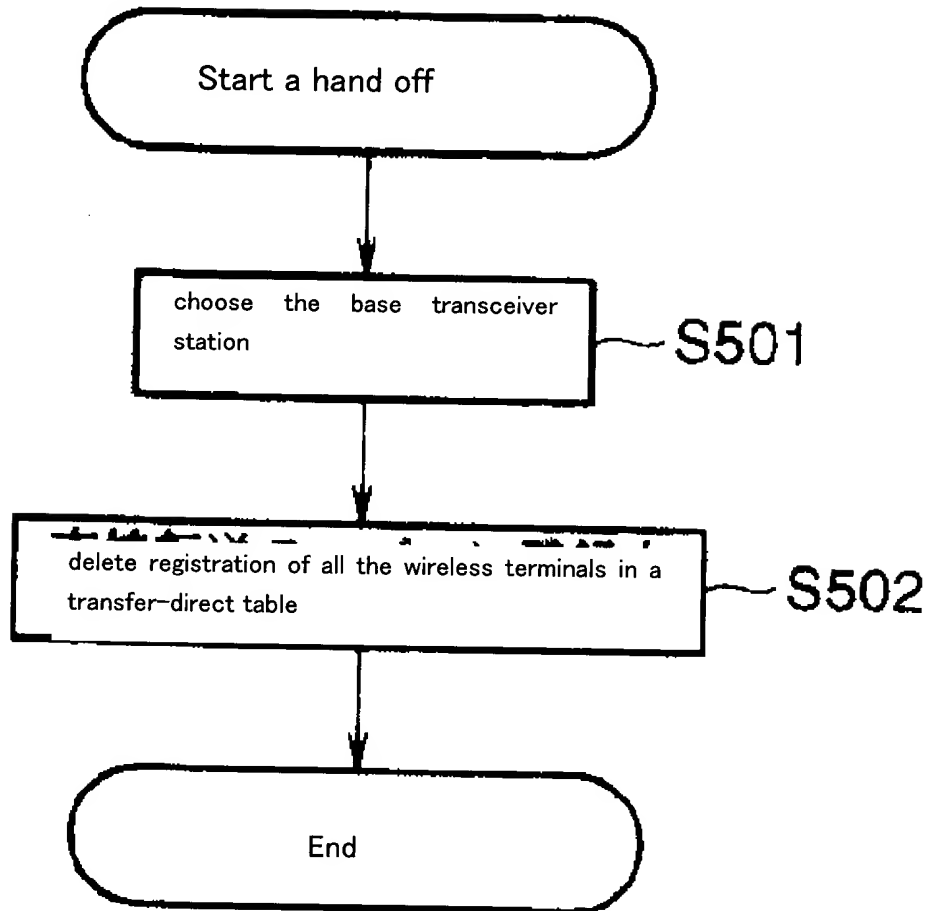 Start a hand off
choose the base transceiver
station
S501
delete registration of all the wireless terminals in a
transfer-direct table
S502
End